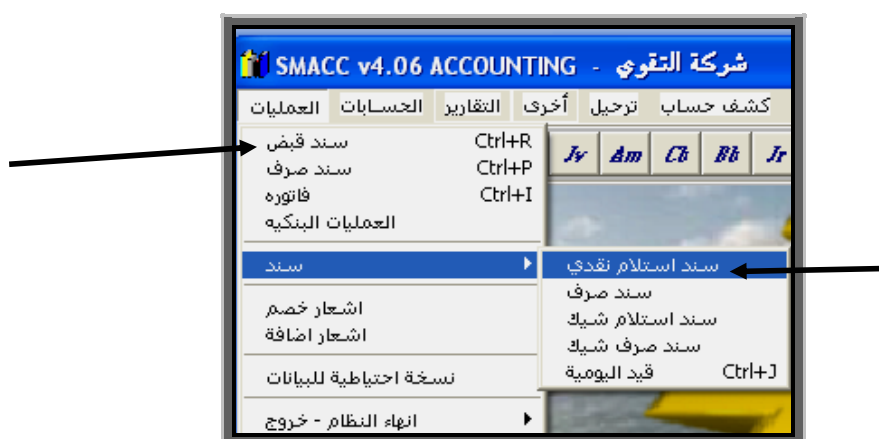 SMACC v4.06 ACCOUNTING - شركة التقوي
العمليات الحسابات التقارير أخرى ترحيل كشف حساب
سند قبض Ctrl+R
سند صرف Ctrl+P
فاتوره Ctrl+I
العمليات البنكيه
سند
اشعار خصم
اشعار اضافة
نسخة احتياطية للبيانات
انهاء النظام - خروج
Jv Am Cb Bb Jr
سند استلام نقدي
سند صرف
سند استلام شيك
سند صرف شيك
قيد اليومية Ctrl+J